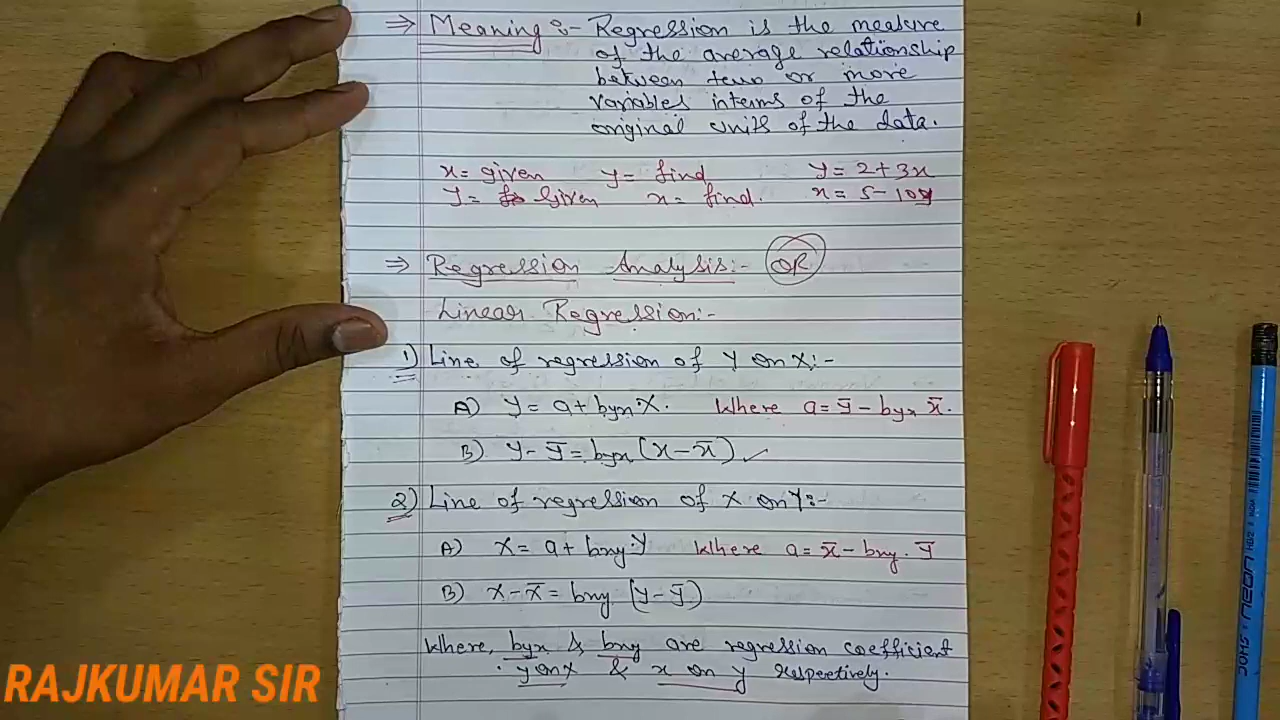 ⇒ Meaning :- Regression is the measure
of the average relationship
between two or more
variables interms of the
original units of the data.
x = given y = find y = 2 + 3x
y = Given x = find. x = 5 - 10y
⇒ Regression Analysis:- OR
Linear Regression:-
1) Line of regression of Y on X:-
A) Y = a + byx·X. Where a = ȳ - byx x̄.
B) Y - ȳ = byx (x - x̄) ✓
2) Line of regression of X on Y:-
A) X = a + bxy·Y Where a = x̄ - bxy. ȳ
B) X - x̄ = bxy (y - ȳ)
Where, byx & bxy are regression coefficient
y on x & x on y respectively.
RAJKUMAR SIR
neon